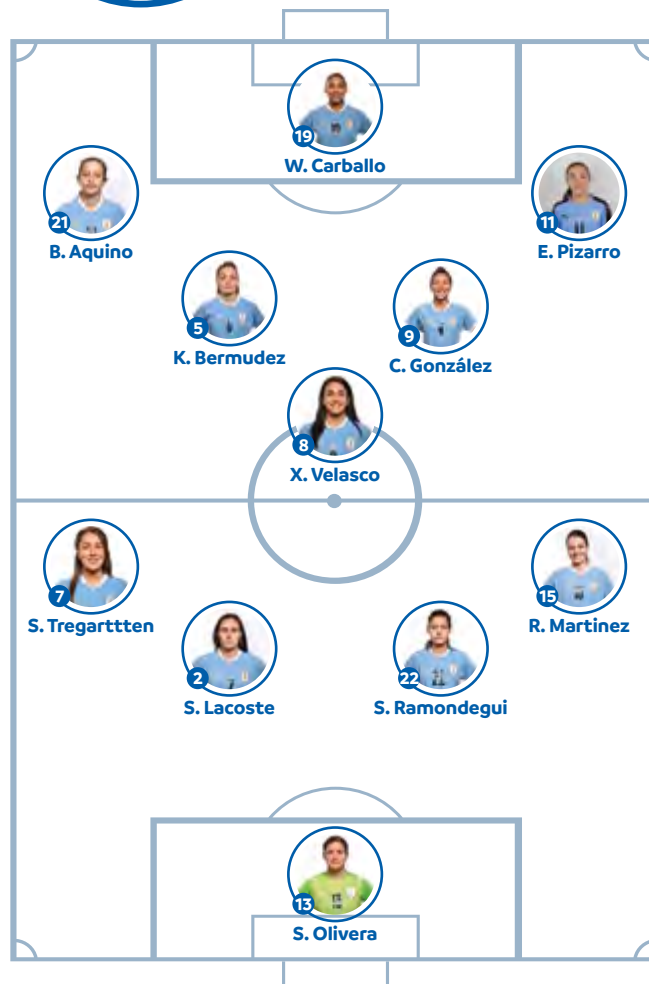 19
W. Carballo
21
B. Aquino
11
E. Pizarro
5
K. Bermudez
9
C. González
8
X. Velasco
7
S. Tregarttten
15
R. Martinez
2
S. Lacoste
22
S. Ramondegui
13
S. Olivera